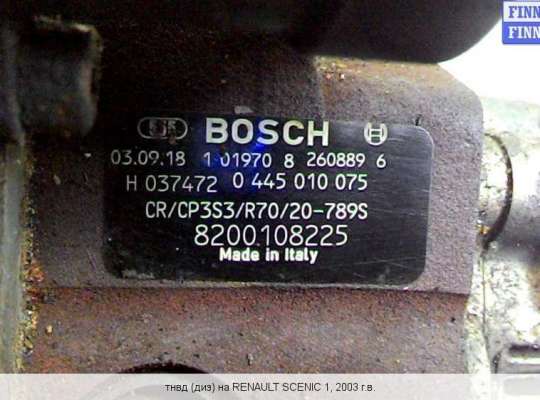 FINN
FINN
BOSCH
03.09.18 1 01970 8 260889 6
H 037472 0 445 010 075
CR/CP3S3/R70/20-789S
8200108225
Made in Italy
тнвд (диз) на RENAULT SCENIC 1, 2003 г.в.